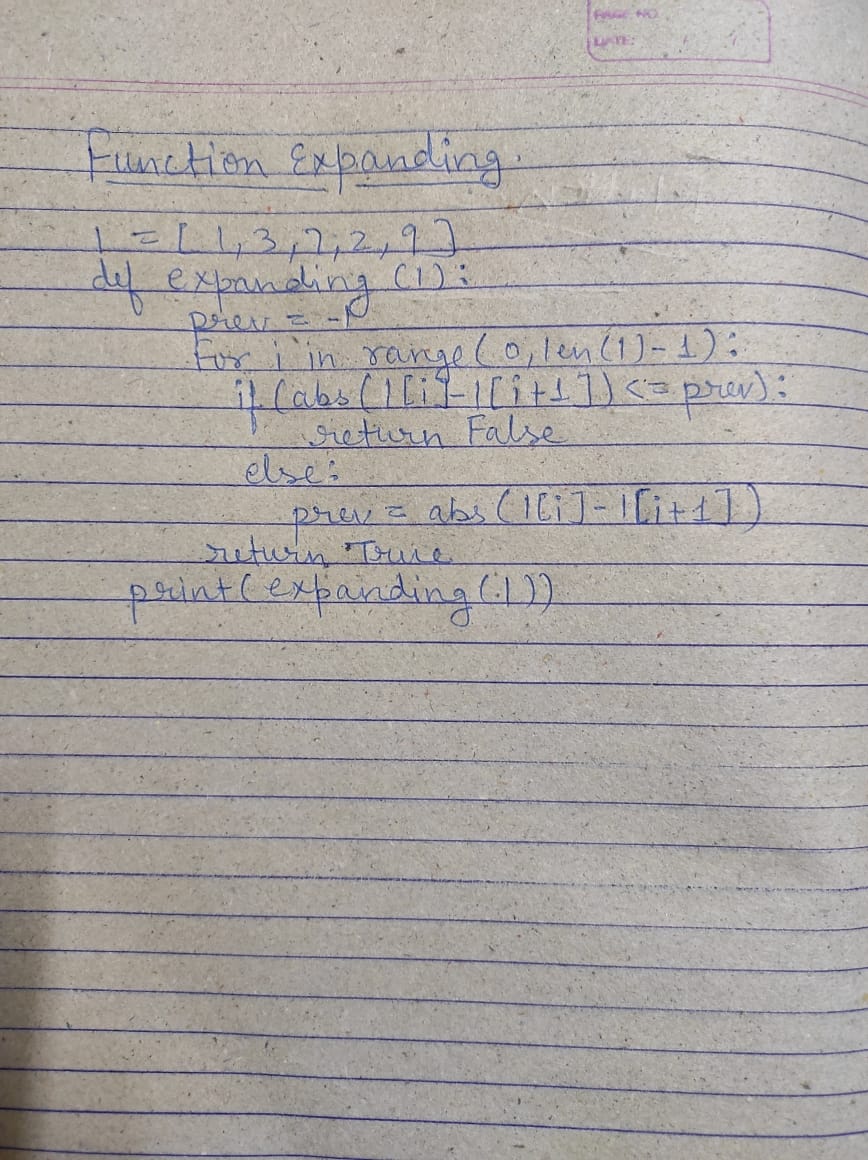 PAGE NO
DATE: / /
Function Expanding.
l = [1,3,7,2,9]
def expanding (l):
prev = -1
for i in range(0,len(l)-1):
if (abs(l[i]-l[i+1]) <= prev):
return False
else:
prev = abs(l[i]-l[i+1])
return True
print(expanding(l))